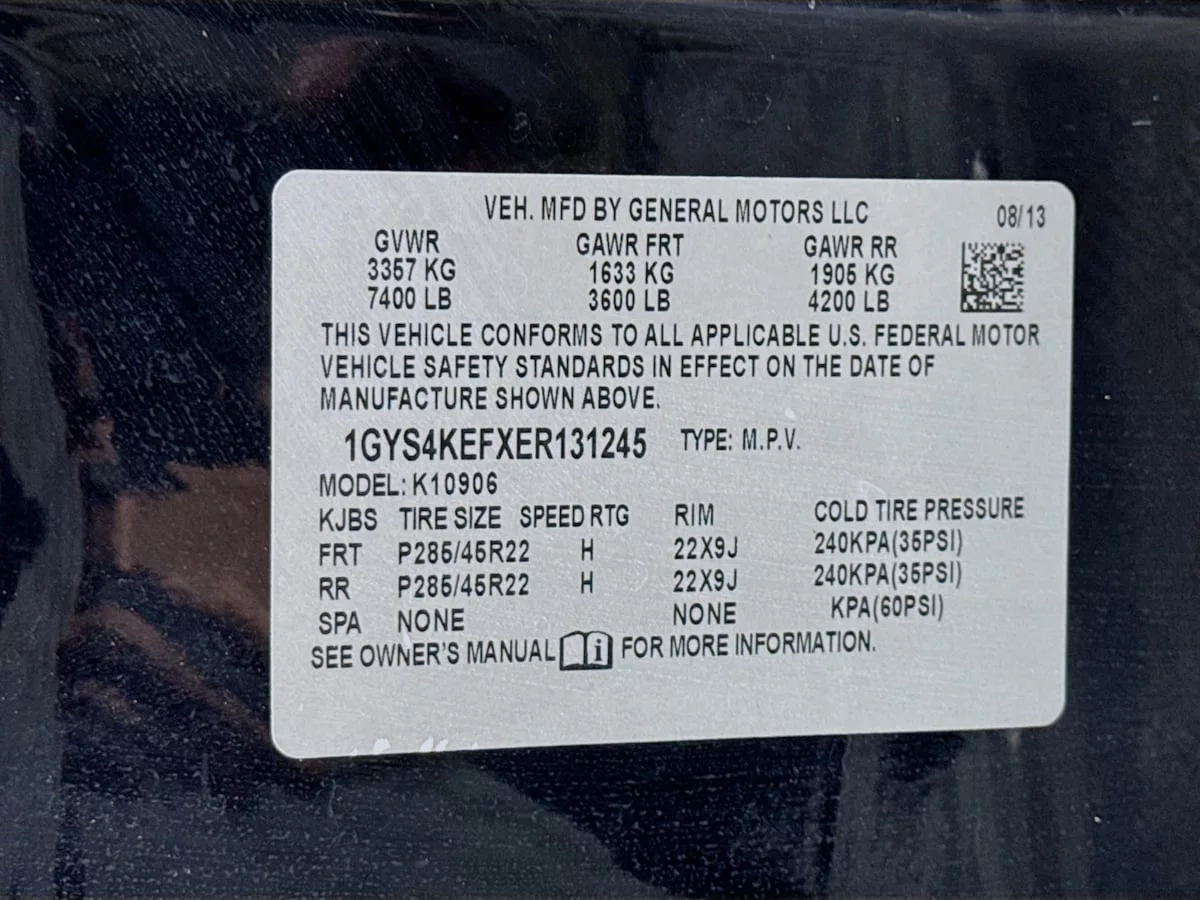 VEH. MFD BY GENERAL MOTORS LLC 08/13
GVWR GAWR FRT GAWR RR
3357 KG 1633 KG 1905 KG
7400 LB 3600 LB 4200 LB
THIS VEHICLE CONFORMS TO ALL APPLICABLE U.S. FEDERAL MOTOR
VEHICLE SAFETY STANDARDS IN EFFECT ON THE DATE OF
MANUFACTURE SHOWN ABOVE.
1GYS4KEFXER131245 TYPE: M.P.V.
MODEL: K10906
KJBS TIRE SIZE SPEED RTG RIM COLD TIRE PRESSURE
FRT P285/45R22 H 22X9J 240KPA(35PSI)
RR P285/45R22 H 22X9J 240KPA(35PSI)
SPA NONE NONE KPA(60PSI)
SEE OWNER'S MANUAL i FOR MORE INFORMATION.